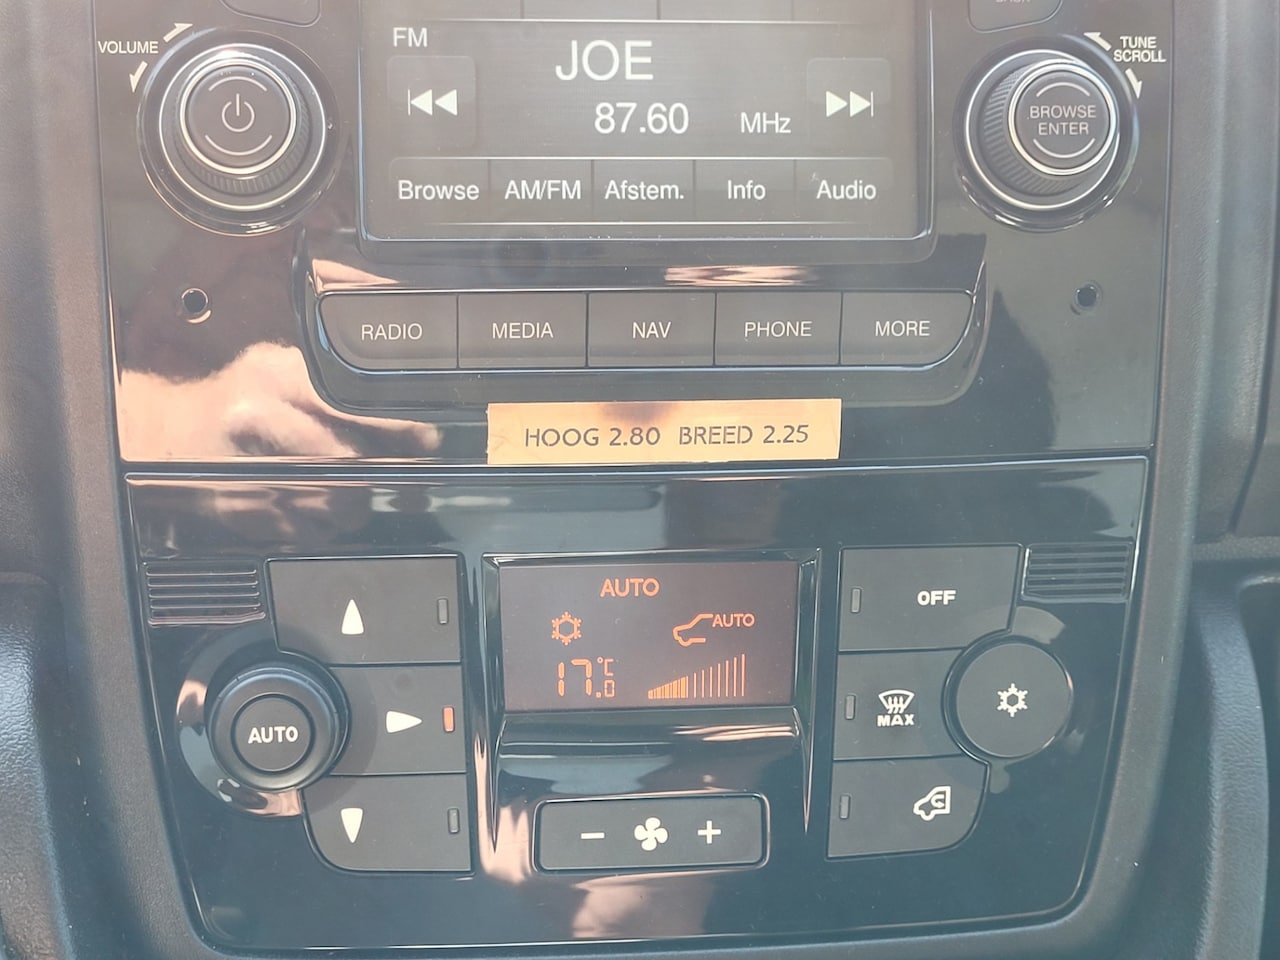 VOLUME
FM
JOE
87.60 MHz
TUNE
SCROLL
BROWSE
ENTER
Browse AM/FM Afstem. Info Audio
RADIO MEDIA NAV PHONE MORE
HOOG 2.80 BREED 2.25
AUTO
AUTO
17.0 °C
OFF
AUTO
MAX